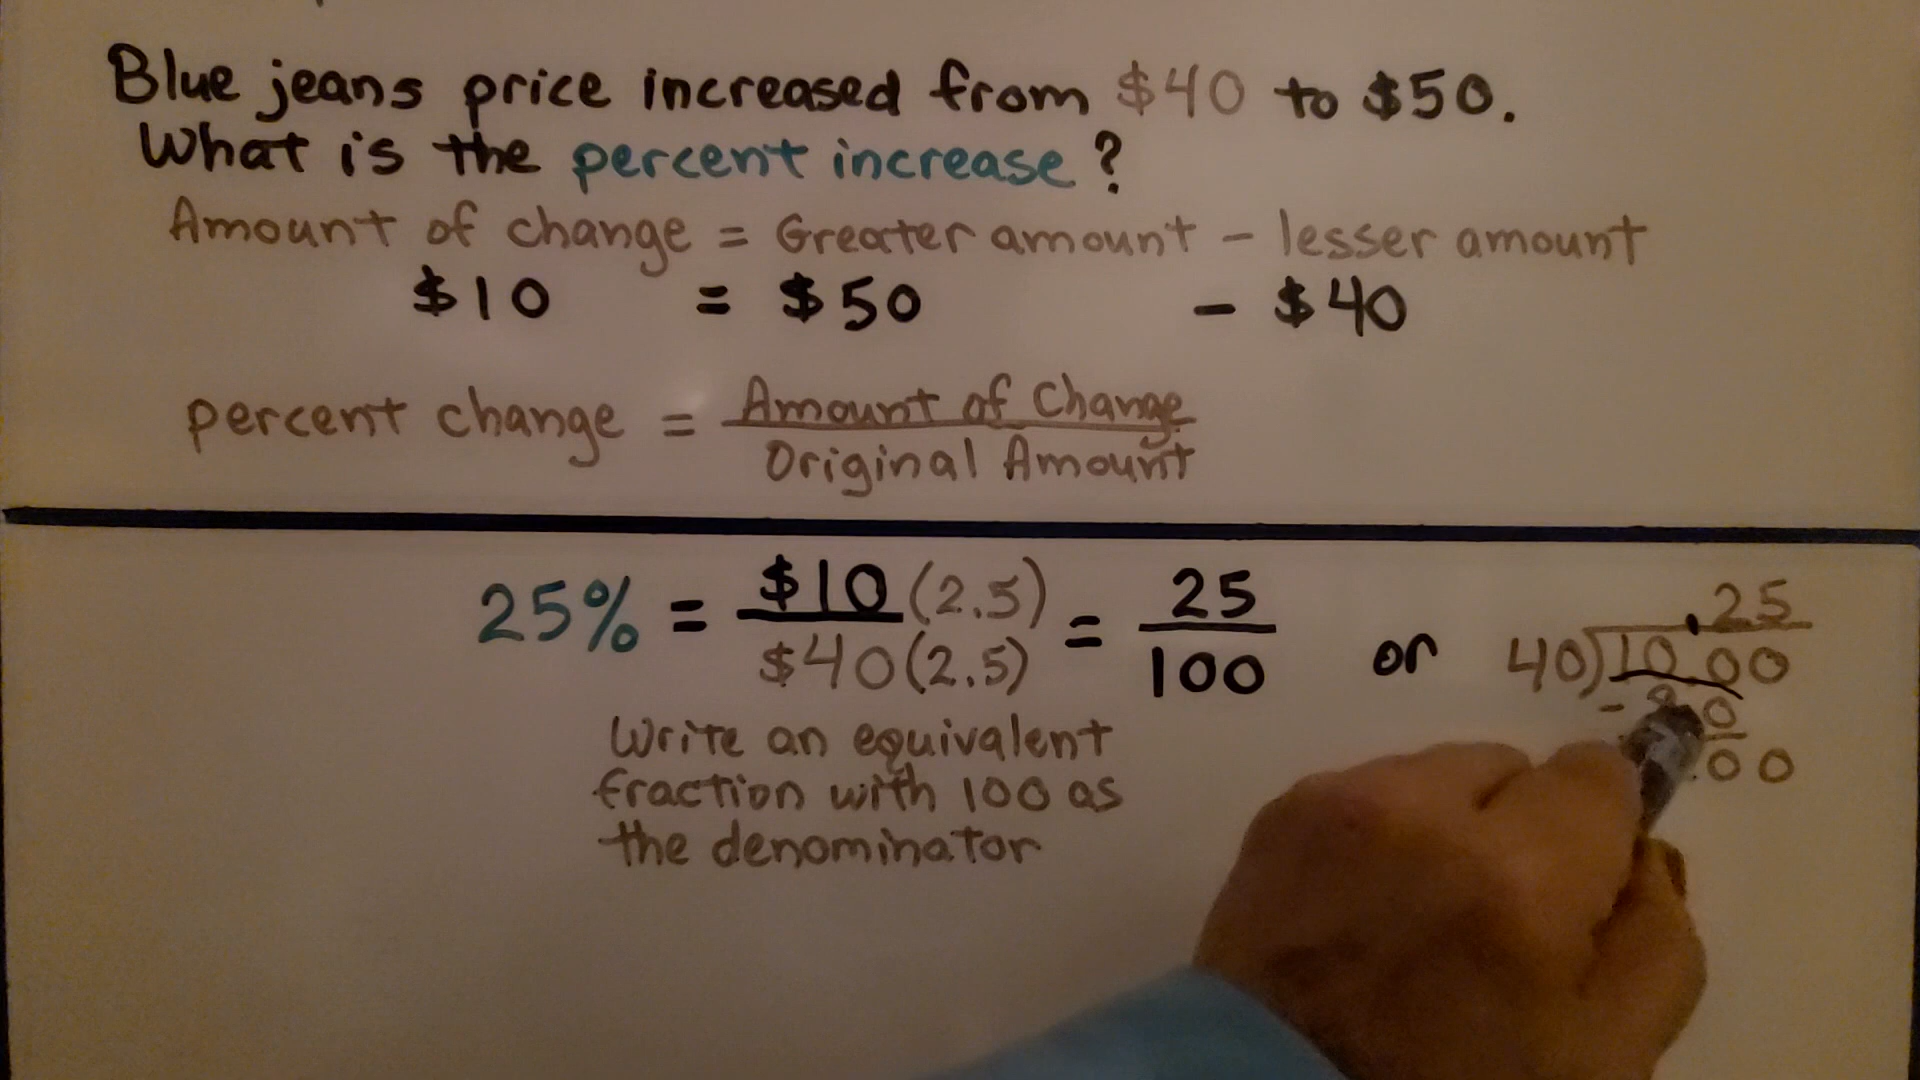 Blue jeans price increased from $40 to $50.
What is the percent increase?
Amount of change = Greater amount - lesser amount
$10 = $50 - $40
percent change = Amount of Change
Original Amount
25% = $10(2.5) = 25 or .25
$40(2.5) 100 40)10.00
- 80
00
Write an equivalent
fraction with 100 as
the denominator